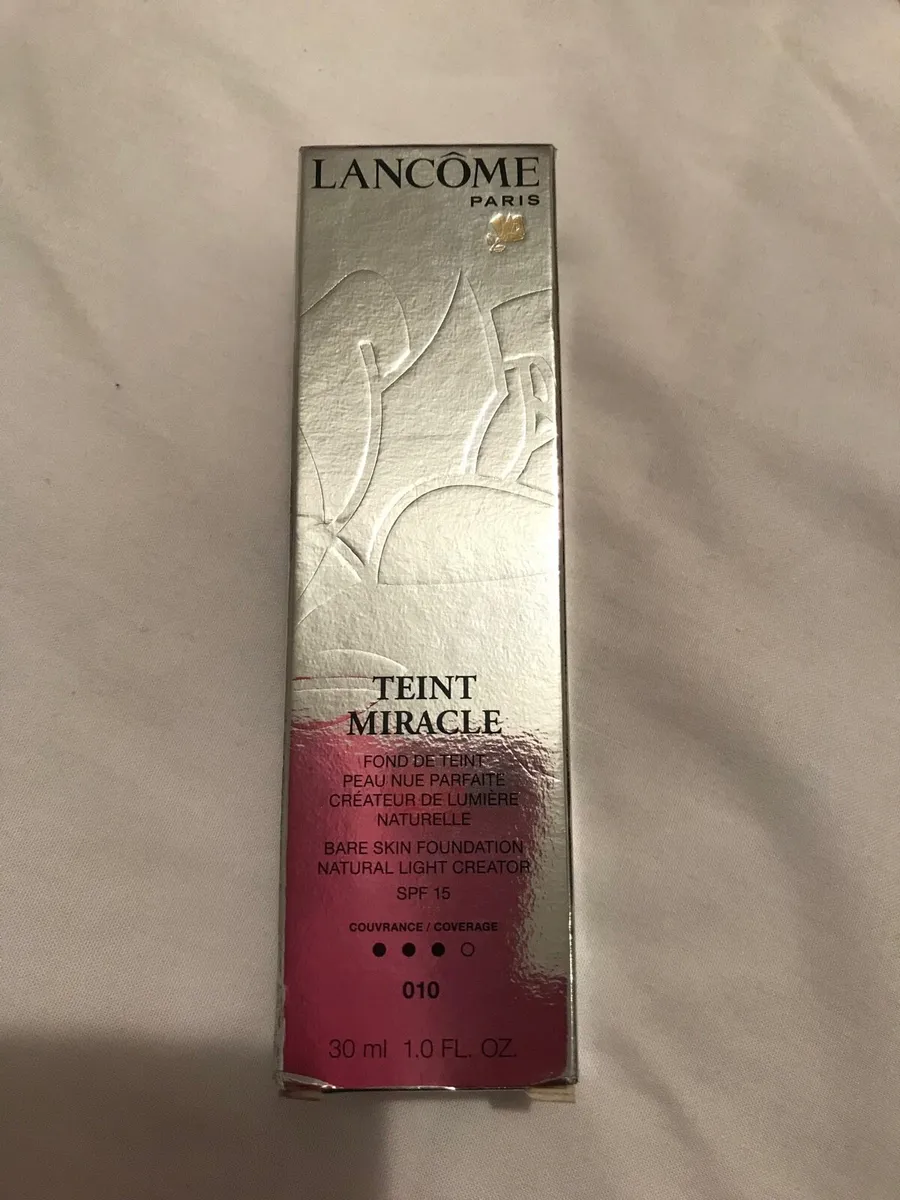 LANCÔME
PARIS
TEINT
MIRACLE
FOND DE TEINT
PEAU NUE PARFAITE
CRÉATEUR DE LUMIÈRE
NATURELLE
BARE SKIN FOUNDATION
NATURAL LIGHT CREATOR
SPF 15
COUVRANCE / COVERAGE
010
30 ml 1.0 FL. OZ.